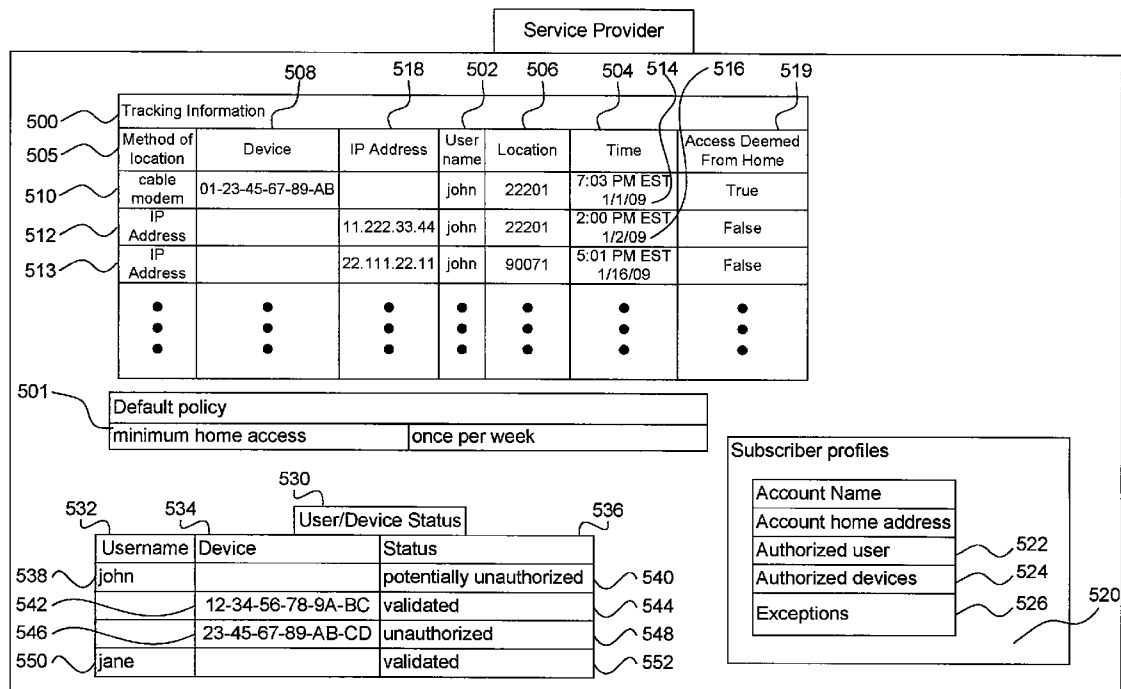 Service Provider
508 518 502 506 504 514 516 519
500 Tracking Information
505 Method of location Device IP Address User name Location Time Access Deemed From Home
510 cable modem 01-23-45-67-89-AB john 22201 7:03 PM EST 1/1/09 True
512 IP Address 11.222.33.44 john 22201 2:00 PM EST 1/2/09 False
513 IP Address 22.111.22.11 john 90071 5:01 PM EST 1/16/09 False
501
Default policy
minimum home access once per week
Subscriber profiles
Account Name
Account home address
Authorized user 522
Authorized devices 524
Exceptions 526
520
530
532 534 User/Device Status 536
Username Device Status
538 john potentially unauthorized 540
542 12-34-56-78-9A-BC validated 544
546 23-45-67-89-AB-CD unauthorized 548
550 jane validated 552